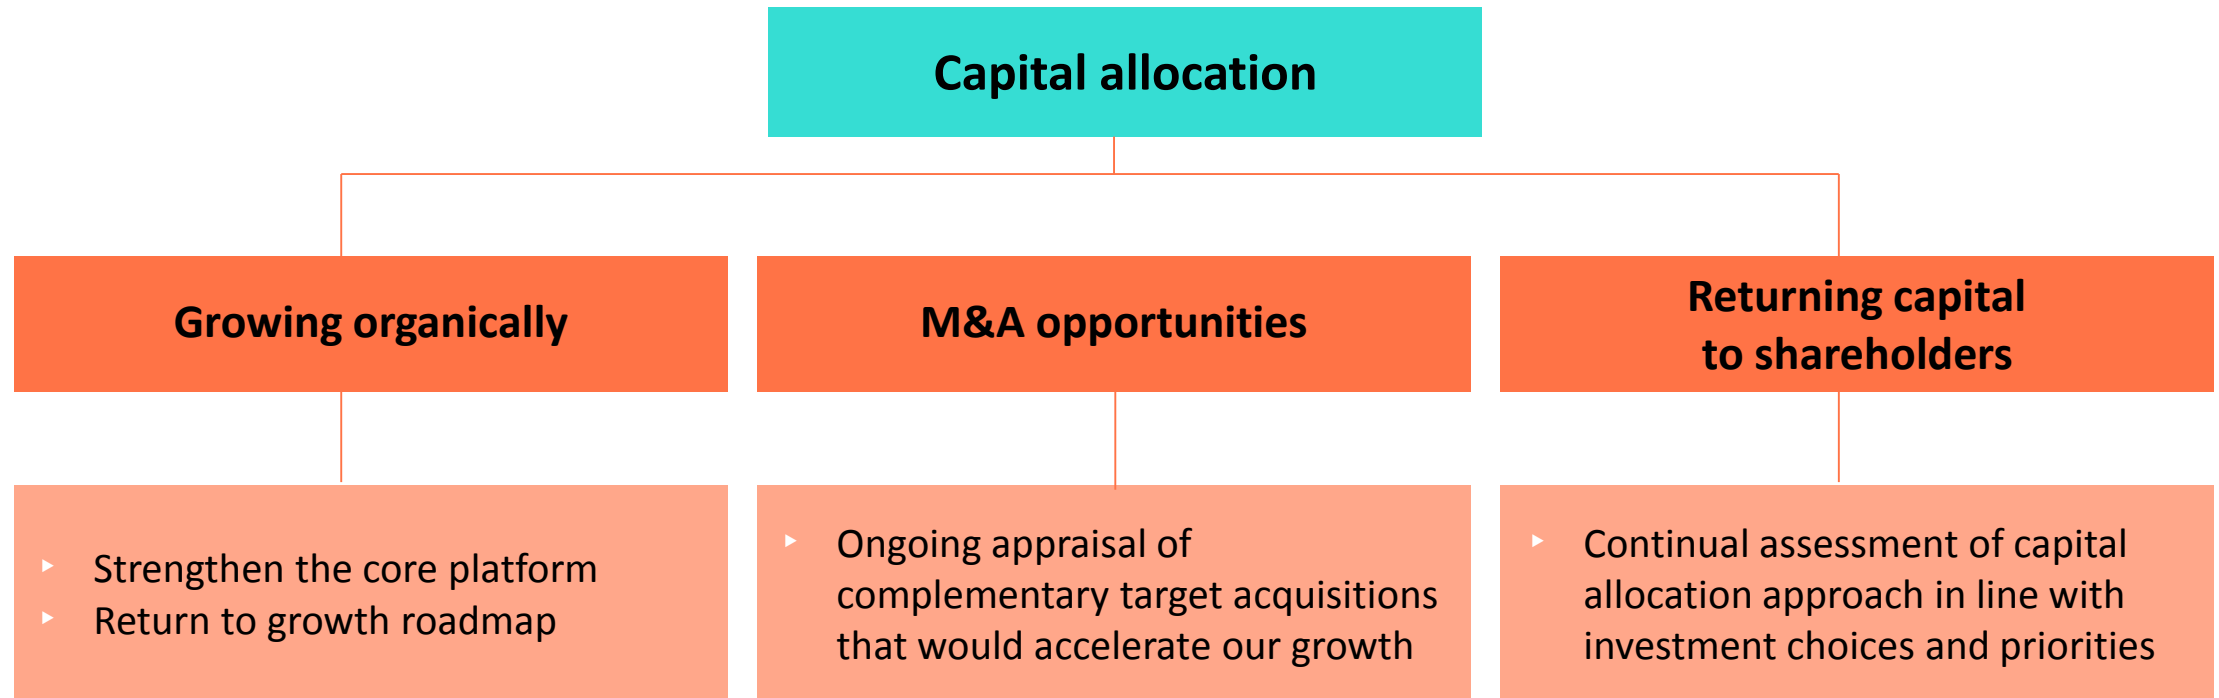 Capital allocation
Growing organically
M&A opportunities
Returning capital
to shareholders
Strengthen the core platform
Return to growth roadmap
Ongoing appraisal of
complementary target acquisitions
that would accelerate our growth
Continual assessment of capital
allocation approach in line with
investment choices and priorities